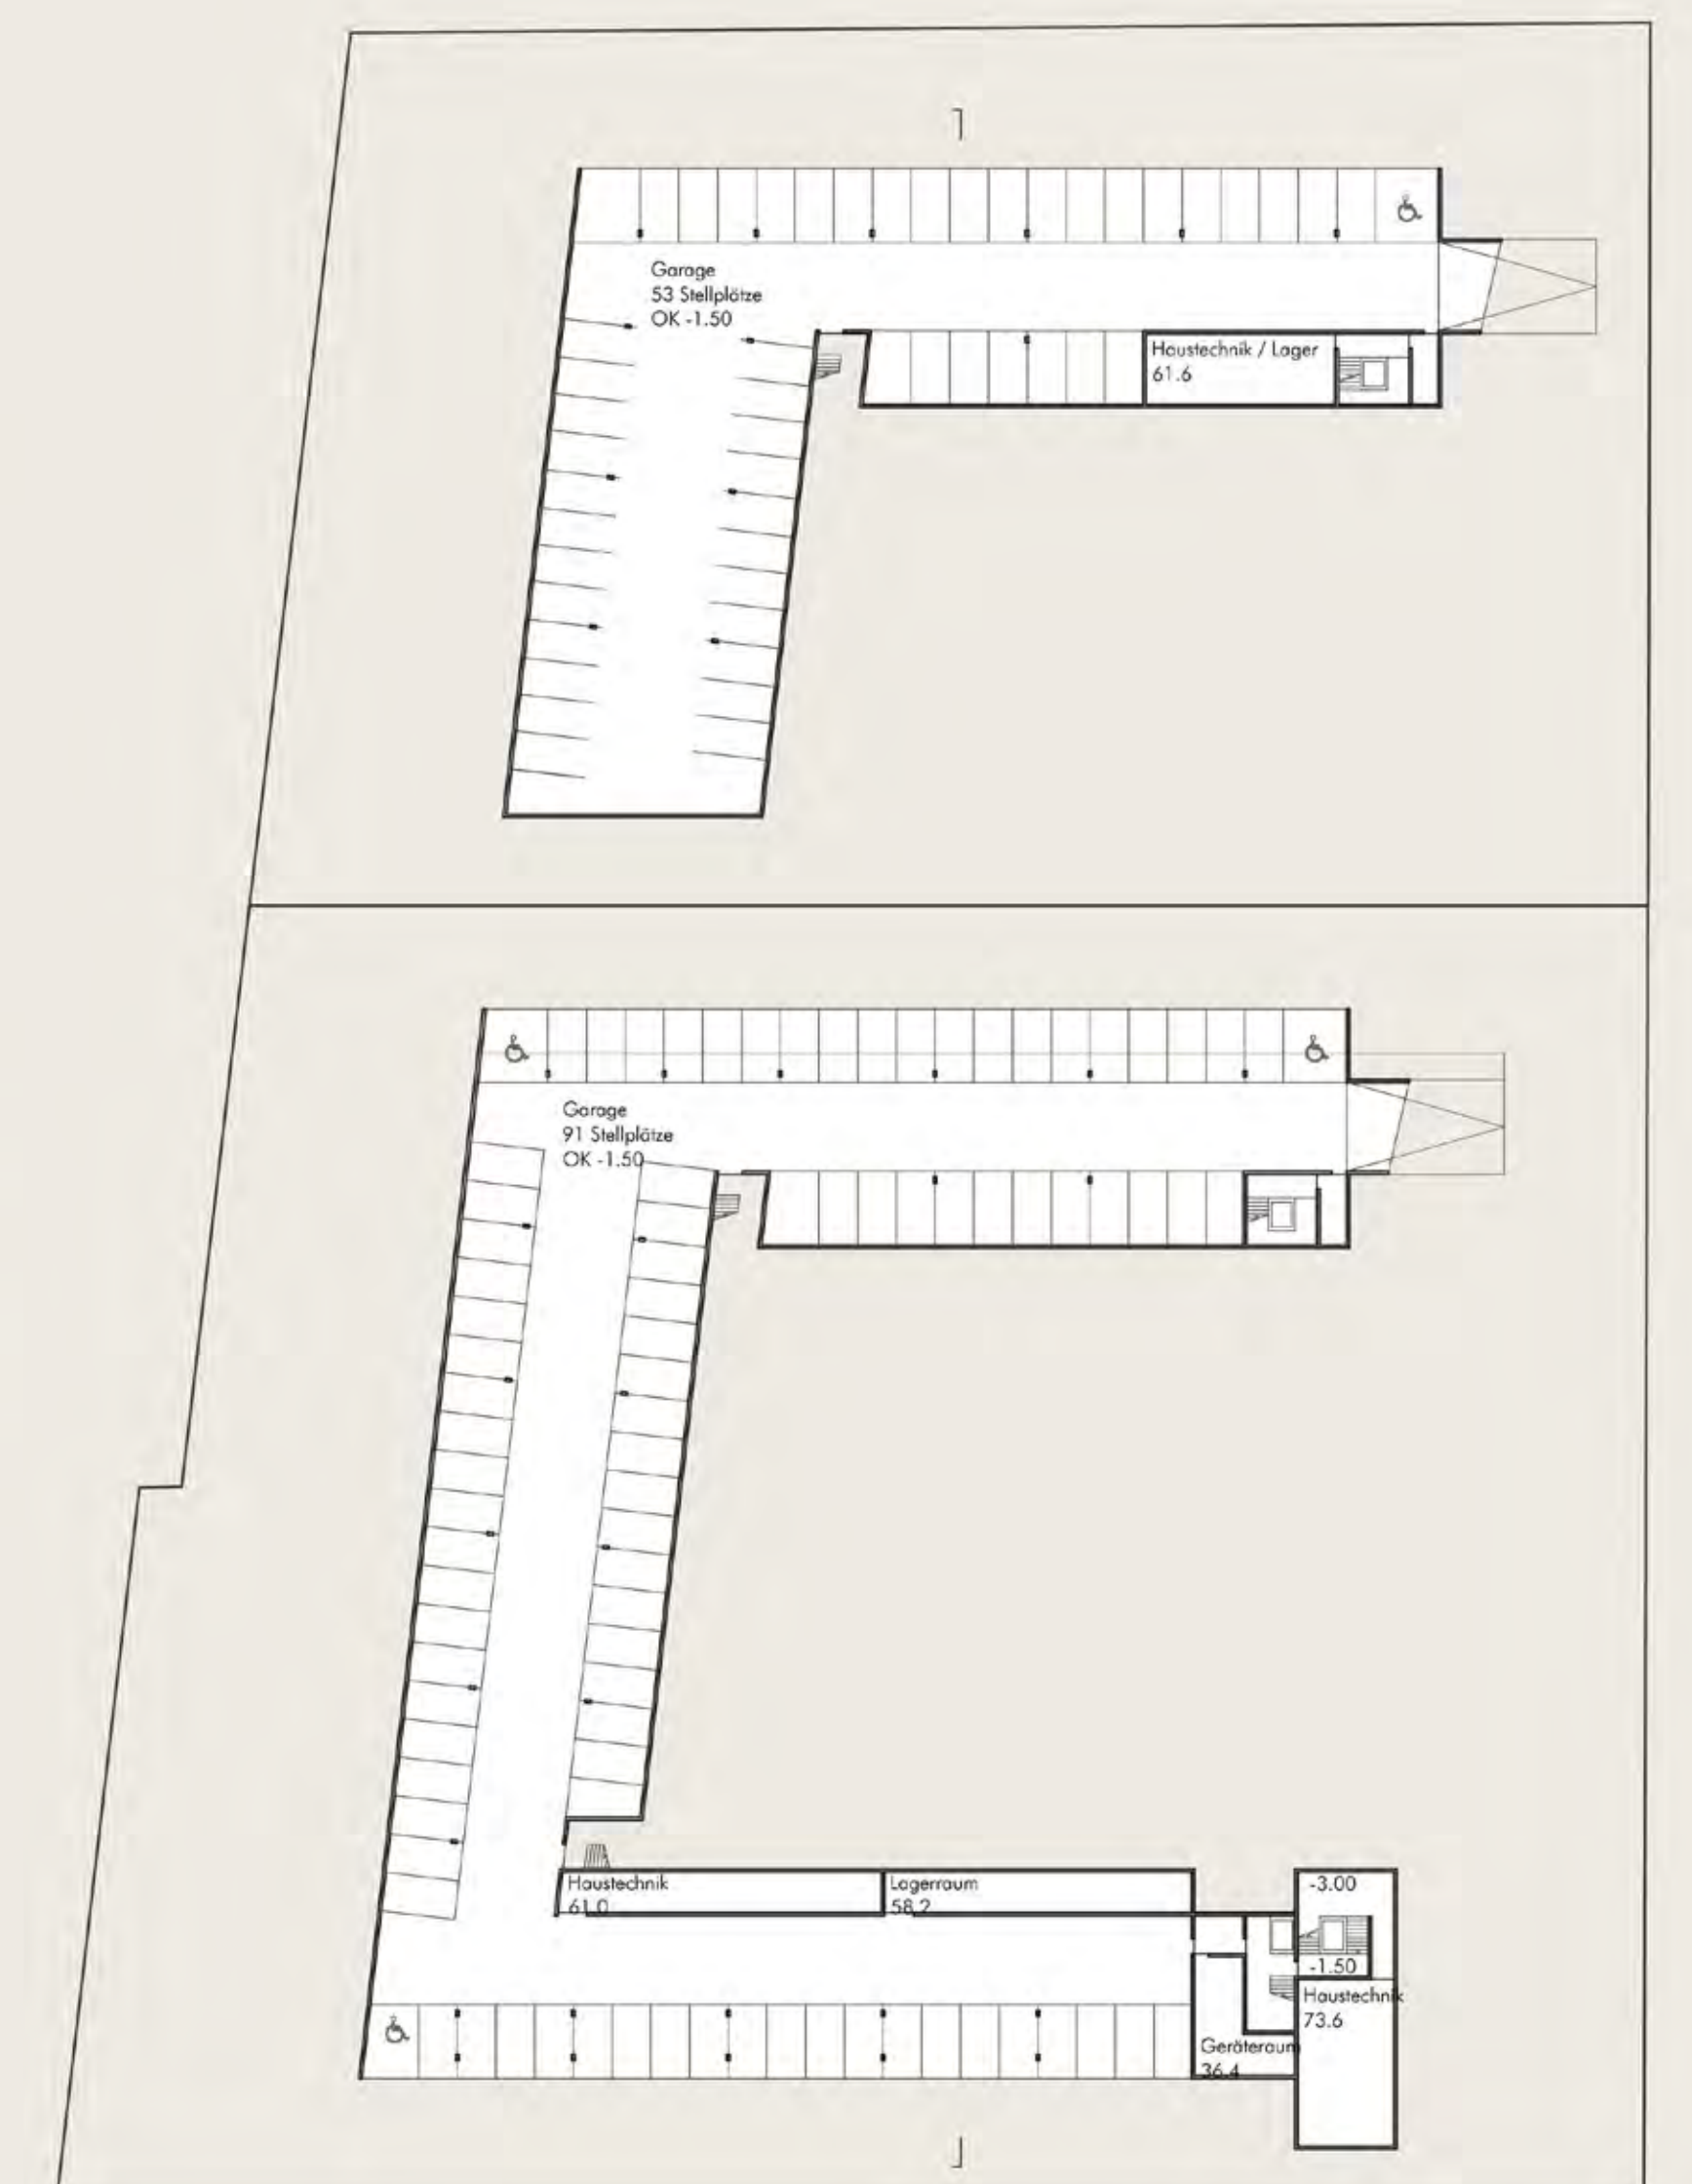 Garage
53 Stellplätze
OK -1.50
Haustechnik / Lager
61.6
Garage
91 Stellplätze
OK -1.50
Haustechnik
61.0
Lagerraum
58.2
-3.00
-1.50
Haustechnik
73.6
Geräteraum
36.4